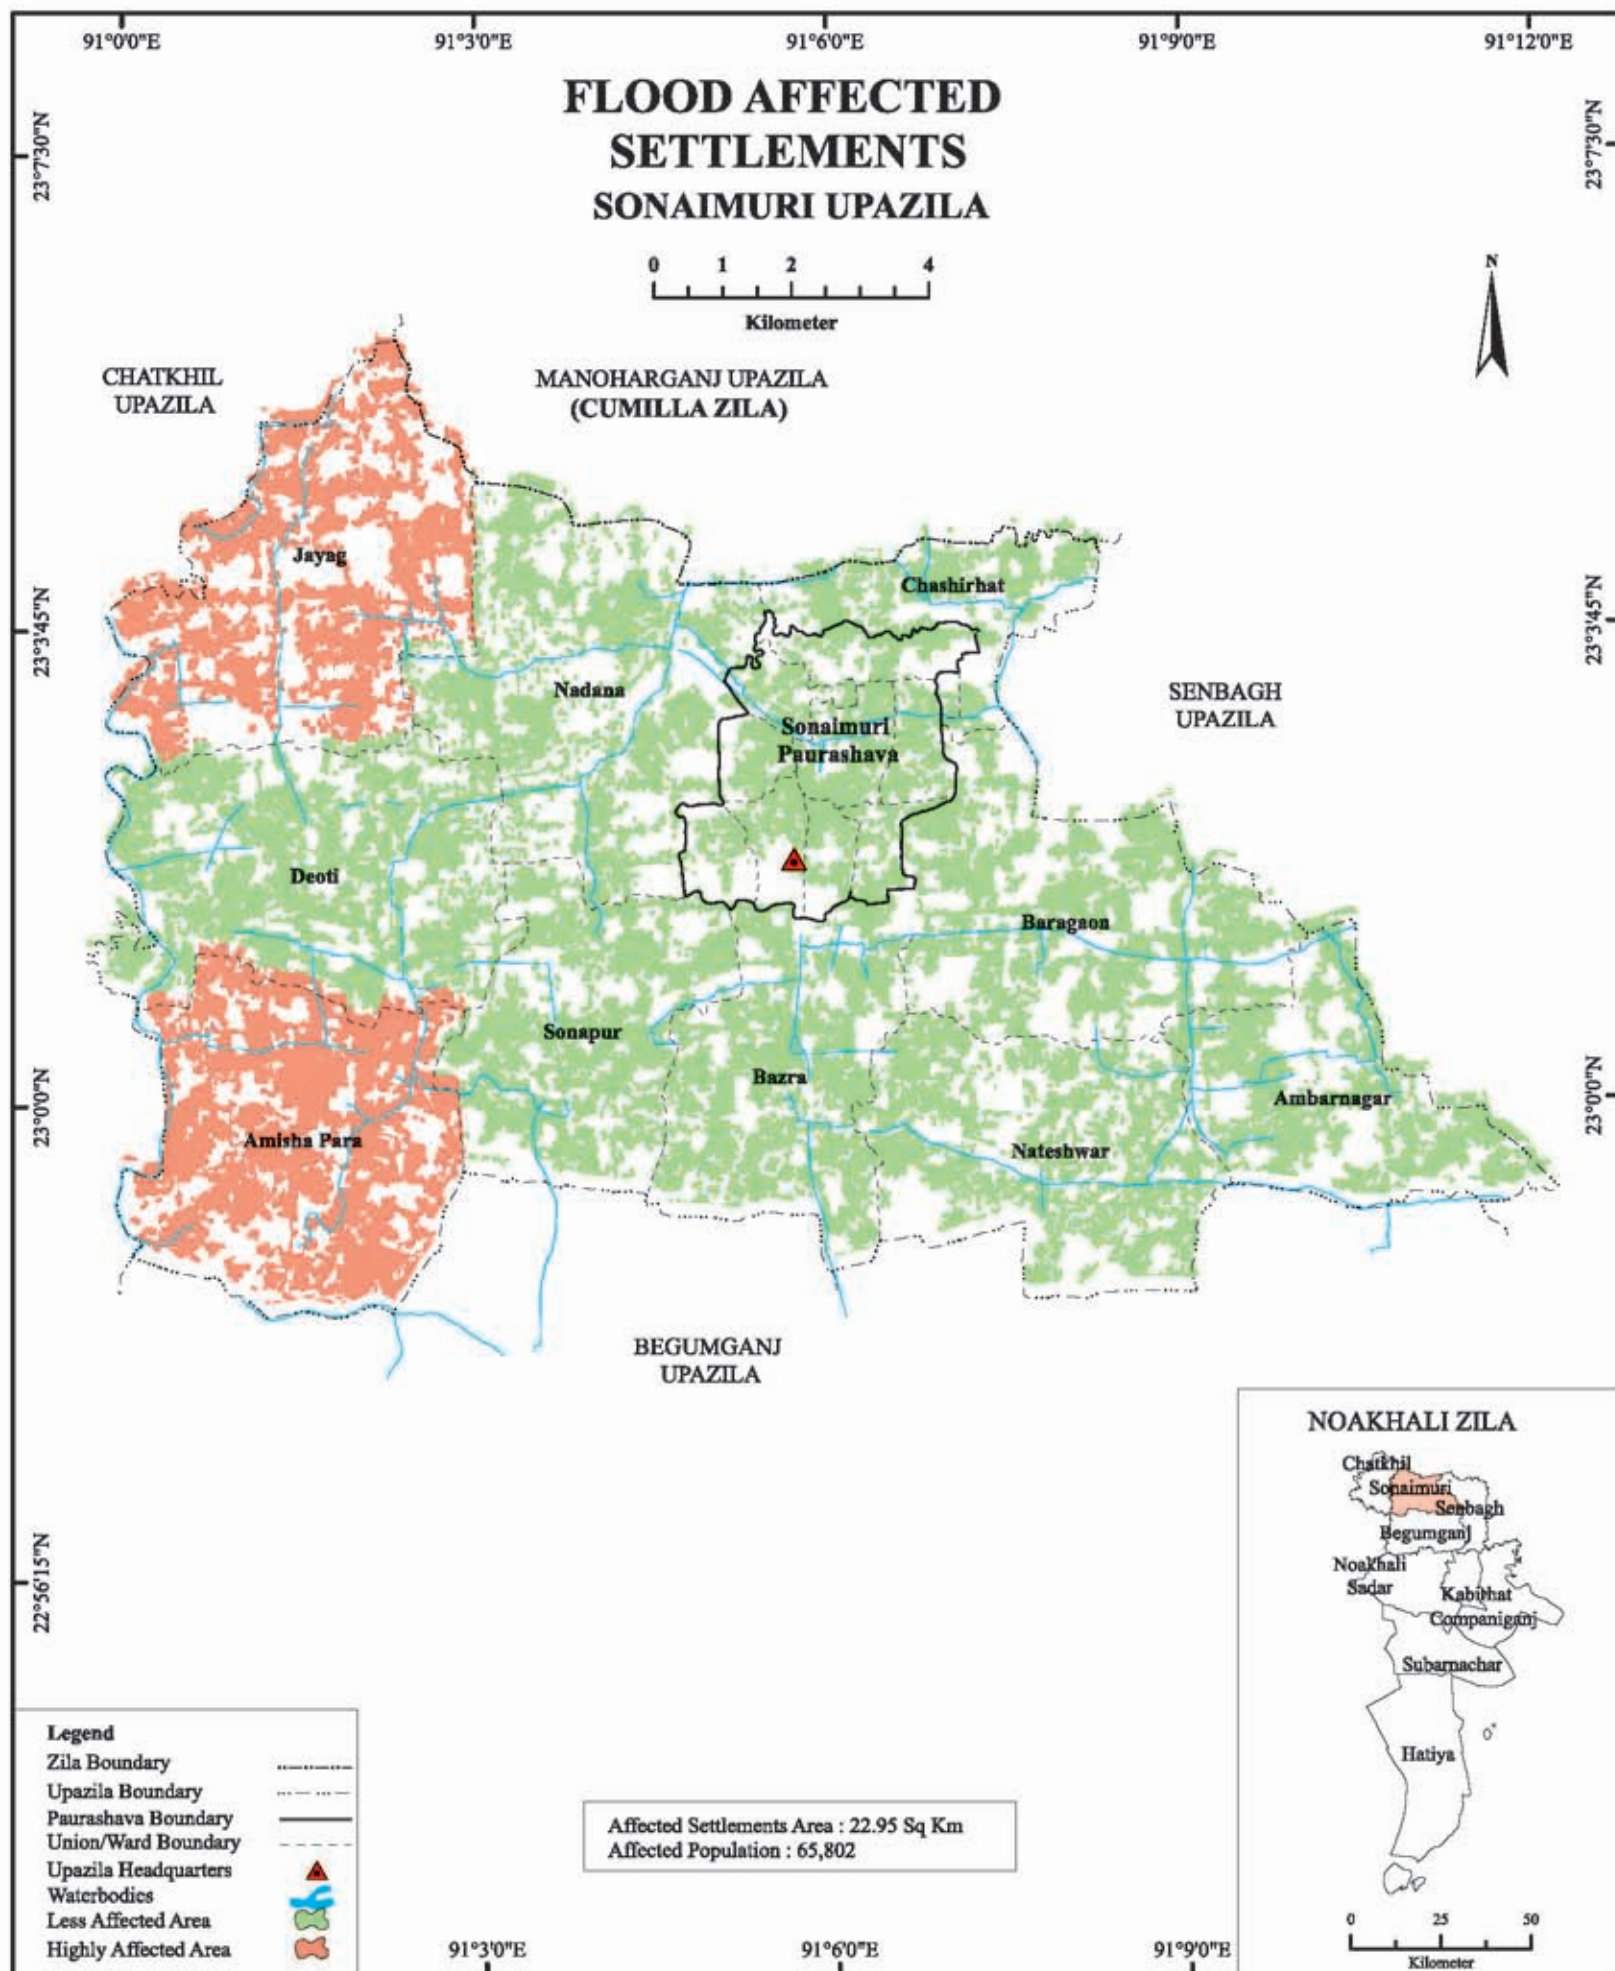 91°0'0"E
91°3'0"E
91°6'0"E
91°9'0"E
91°12'0"E
FLOOD AFFECTED
SETTLEMENTS
SONAIMURI UPAZILA
23°7'30"N
23°7'30"N
0 1 2 4
Kilometer
N
CHATKHIL
UPAZILA
MANOHARGANJ UPAZILA
(CUMILLA ZILA)
Jayag
Chashirhat
23°3'45"N
23°3'45"N
Nadana
SENBAGH
UPAZILA
Sonaimuri
Paurashava
Deoti
Baragaon
Sonapur
Bazra
Ambarnagar
23°0'0"N
23°0'0"N
Amisha Para
Nateshwar
BEGUMGANJ
UPAZILA
NOAKHALI ZILA
Chatkhil
Sonaimuri
Senbagh
Begumganj
Noakhali
Sadar
Kabirhat
Companiganj
Subarnachar
Hatiya
0 25 50
Kilometer
22°56'15"N
Legend
Zila Boundary
Upazila Boundary
Paurashava Boundary
Union/Ward Boundary
Upazila Headquarters
Waterbodies
Less Affected Area
Highly Affected Area
Affected Settlements Area : 22.95 Sq Km
Affected Population : 65,802
91°3'0"E
91°6'0"E
91°9'0"E